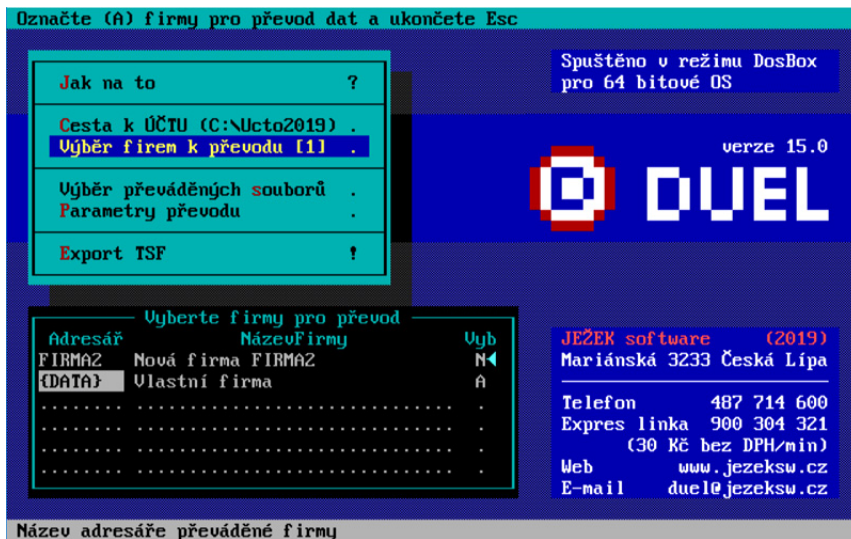 Označte (A) firmy pro převod dat a ukončete Esc
Jak na to ?
Cesta k ÚČTU (C:\Ucto2019) .
Výběr firem k převodu [1] .
Výběr převáděných souborů .
Parametry převodu .
Export TSF !
Spuštěno v režimu DosBox
pro 64 bitové OS
verze 15.0
DUEL
Vyberte firmy pro převod
Adresář NázevFirmy Vyb
FIRMA2 Nová firma FIRMA2 N
{DATA} Vlastní firma A
........ ................................ .
........ ................................ .
........ ................................ .
........ ................................ .
JEŽEK software (2019)
Mariánská 3233 Česká Lípa
Telefon 487 714 600
Expres linka 900 304 321
(30 Kč bez DPH/min)
Web www.jezeksw.cz
E-mail duel@jezeksw.cz
Název adresáře převáděné firmy